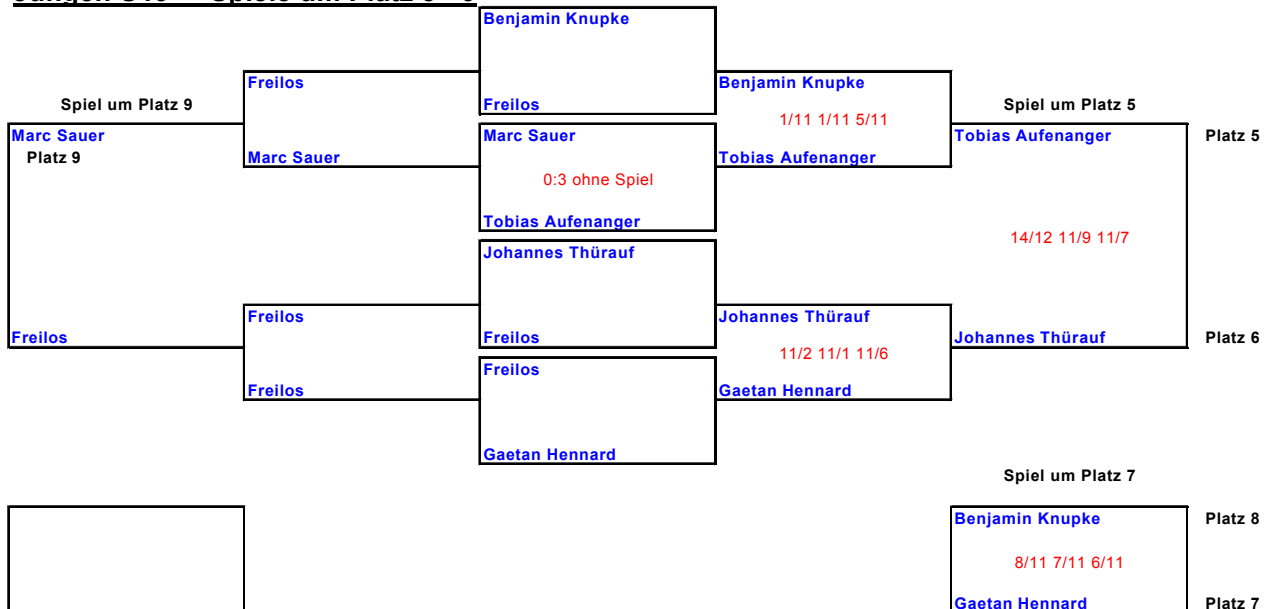 Benjamin Knupke
Freilos
Benjamin Knupke
Spiel um Platz 9
Freilos
Spiel um Platz 5
1/11 1/11 5/11
Marc Sauer
Marc Sauer
Tobias Aufenanger
Platz 5
Platz 9
Marc Sauer
Tobias Aufenanger
0:3 ohne Spiel
Tobias Aufenanger
14/12 11/9 11/7
Johannes Thürauf
Freilos
Johannes Thürauf
Freilos
Freilos
Johannes Thürauf
Platz 6
11/2 11/1 11/6
Freilos
Freilos
Gaetan Hennard
Gaetan Hennard
Spiel um Platz 7
Benjamin Knupke
Platz 8
8/11 7/11 6/11
Gaetan Hennard
Platz 7